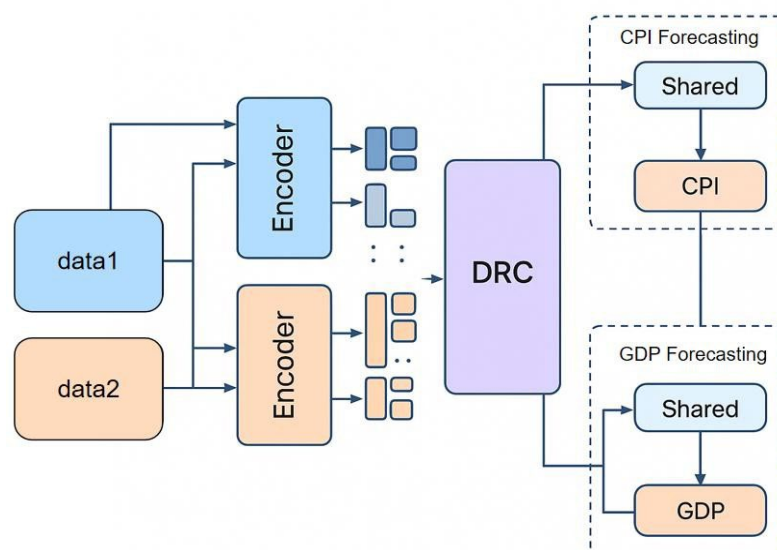 CPI Forecasting
Shared
CPI
Encoder
data1
DRC
Encoder
data2
GDP Forecasting
Shared
GDP